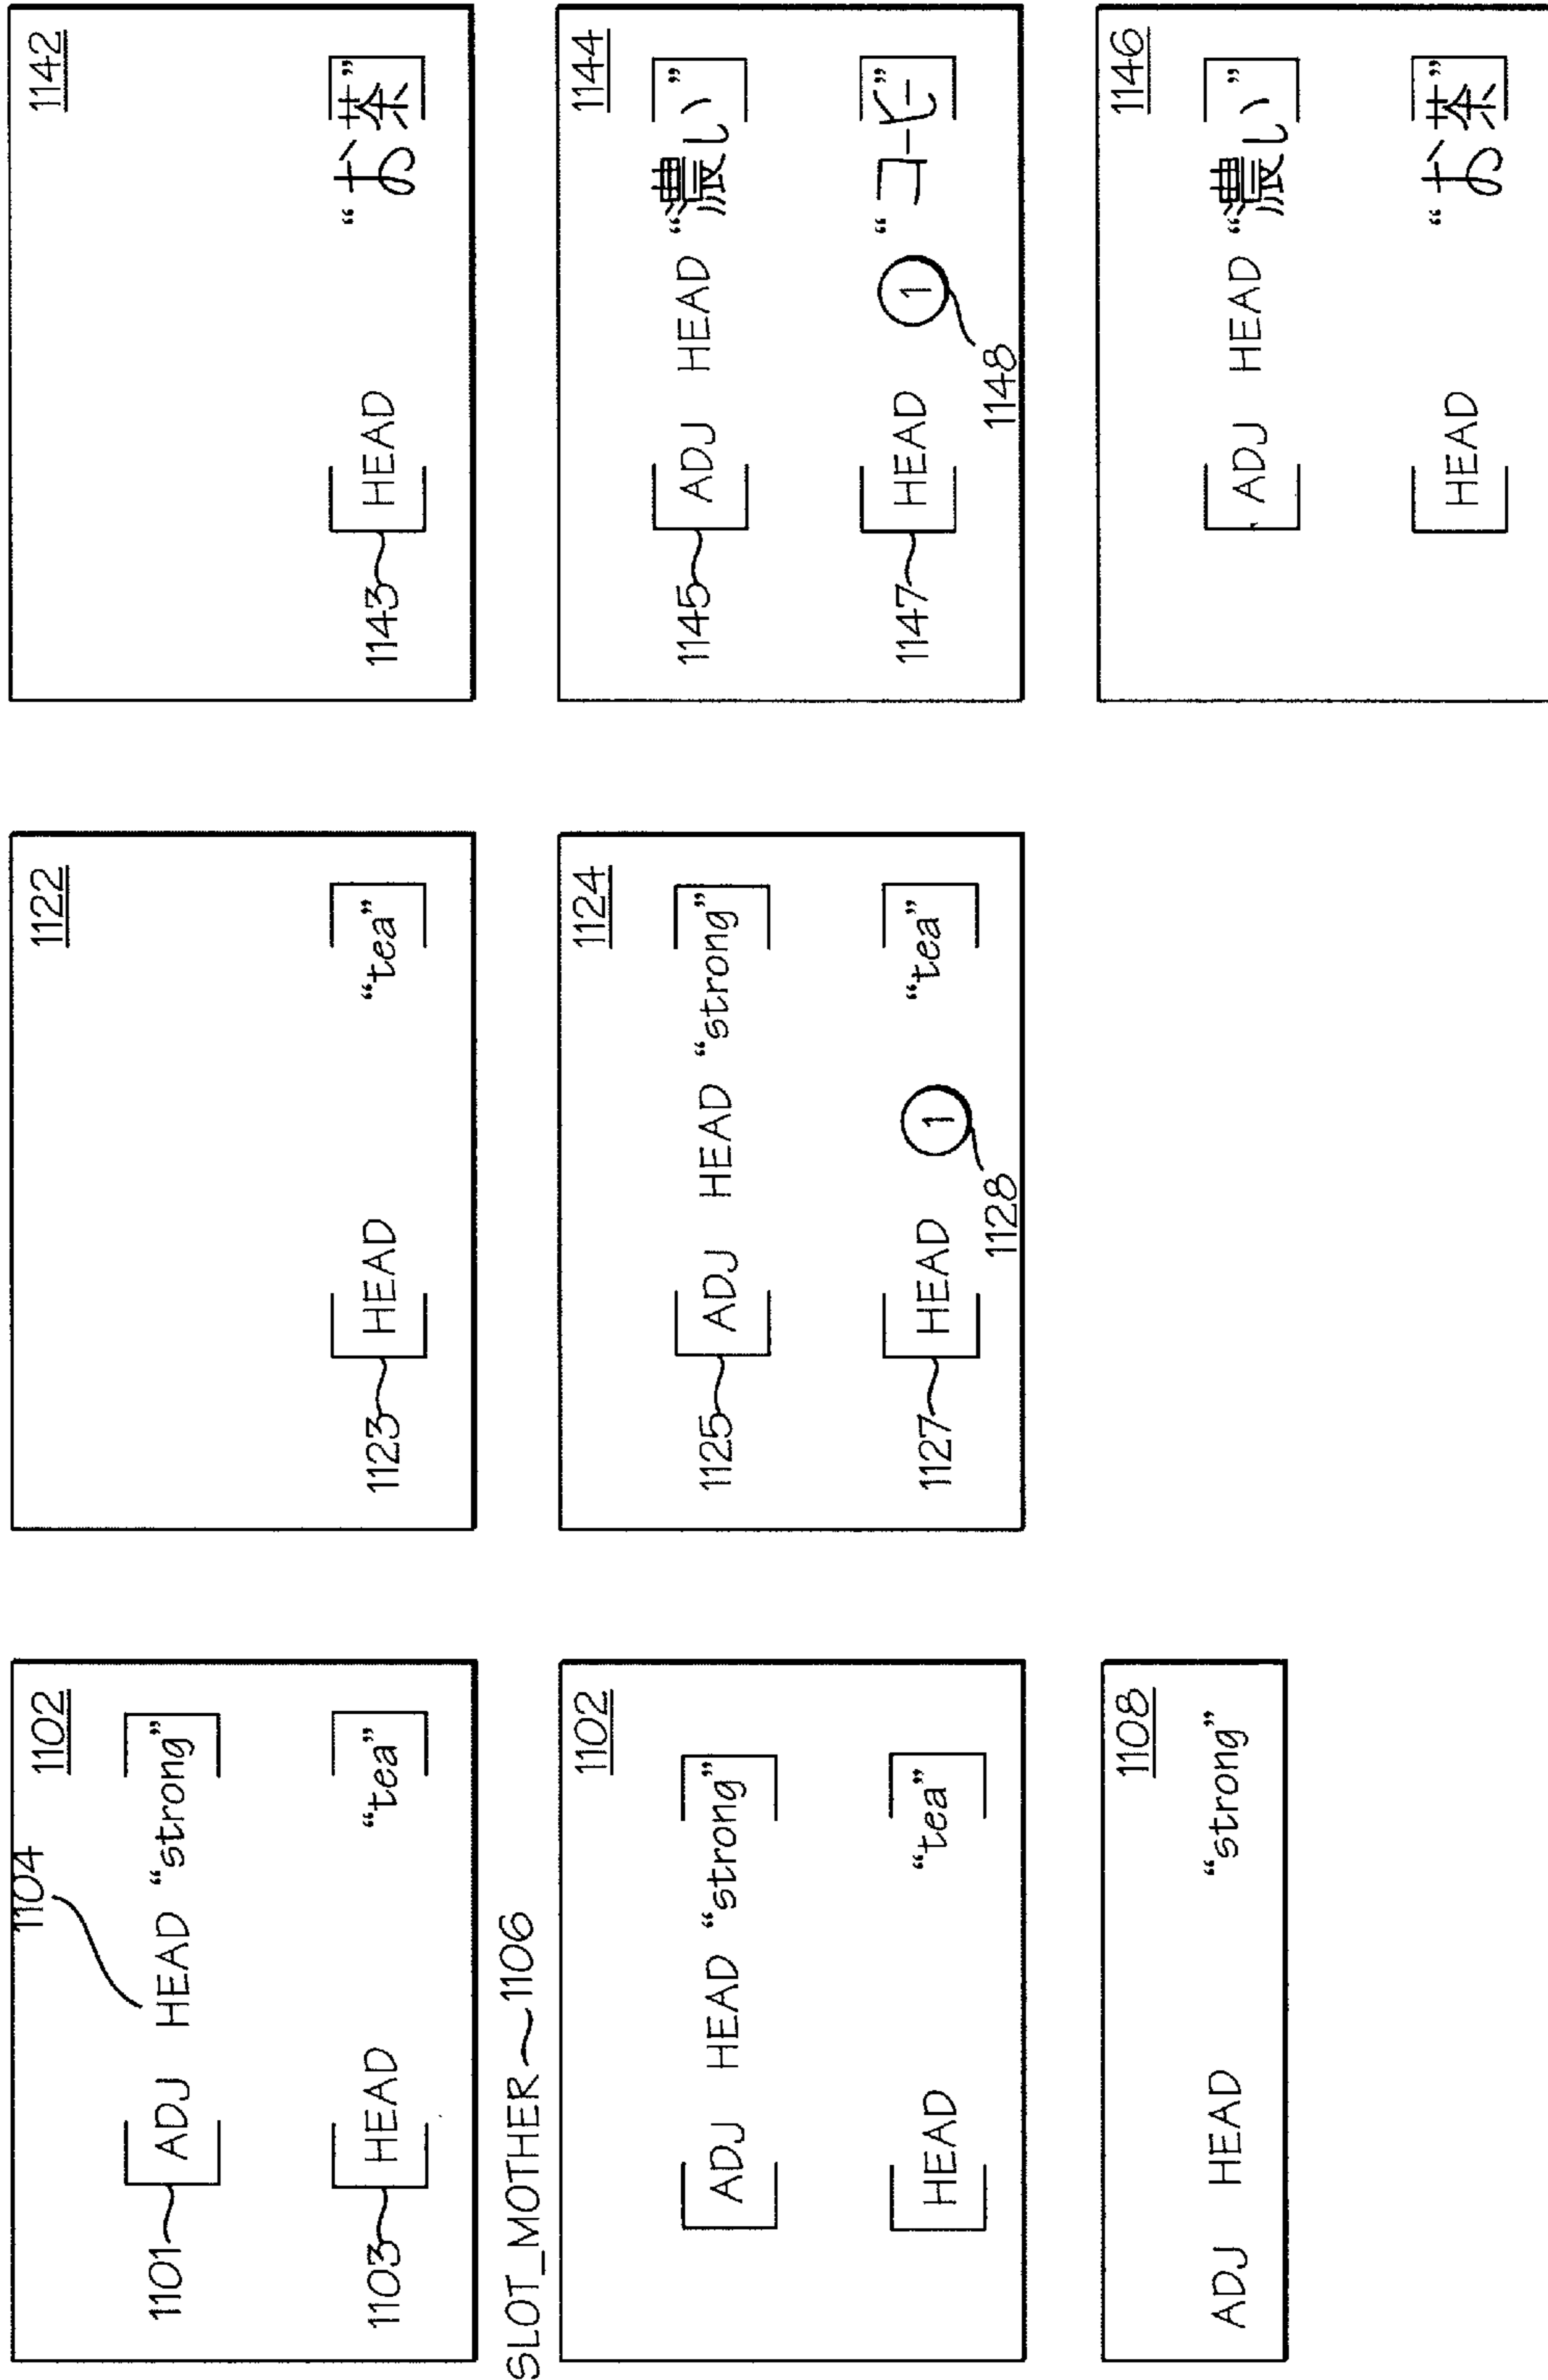 1102
1104
1101 ADJ HEAD “strong”
1103 HEAD “tea”
1122
1123 HEAD “tea”
1142
1143 HEAD “お茶”
SLOT_MOTHER 1106
1102
ADJ HEAD “strong”
HEAD “tea”
1124
1125 ADJ HEAD “strong”
1127 HEAD 1 “tea”
1128
1144
1145 ADJ HEAD “濃い”
1147 HEAD 1 “コーヒー”
1148
1108
ADJ HEAD “strong”
1146
ADJ HEAD “濃い”
HEAD “お茶”